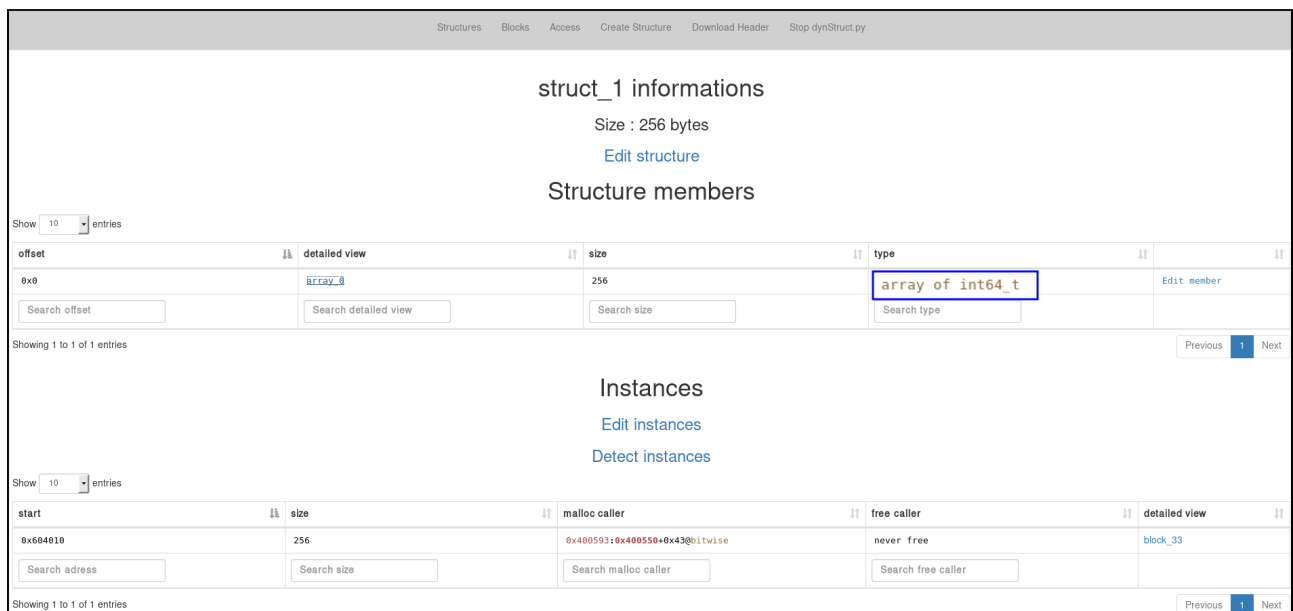 Structures Blocks Access Create Structure Download Header Stop dynStruct.py
struct_1 informations
Size : 256 bytes
Edit structure
Structure members
Show 10 entries
offset detailed view size type
0x0 array_0 256 array of int64_t Edit member
Search offset Search detailed view Search size Search type
Showing 1 to 1 of 1 entries Previous 1 Next
Instances
Edit instances
Detect instances
Show 10 entries
start size malloc caller free caller detailed view
0x604010 256 0x400593:0x400550+0x43@bitwise never free block_33
Search adress Search size Search malloc caller Search free caller
Showing 1 to 1 of 1 entries Previous 1 Next